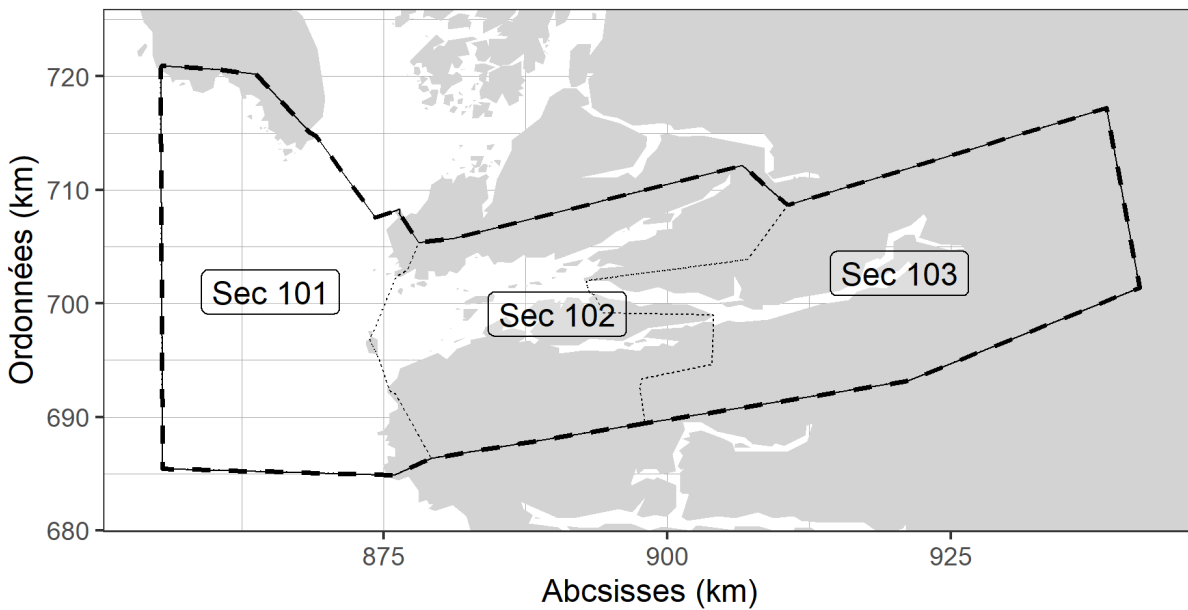 720
710
700
690
680
Ordonnées (km)
Sec 101
Sec 102
Sec 103
875
900
925
Abcsisses (km)